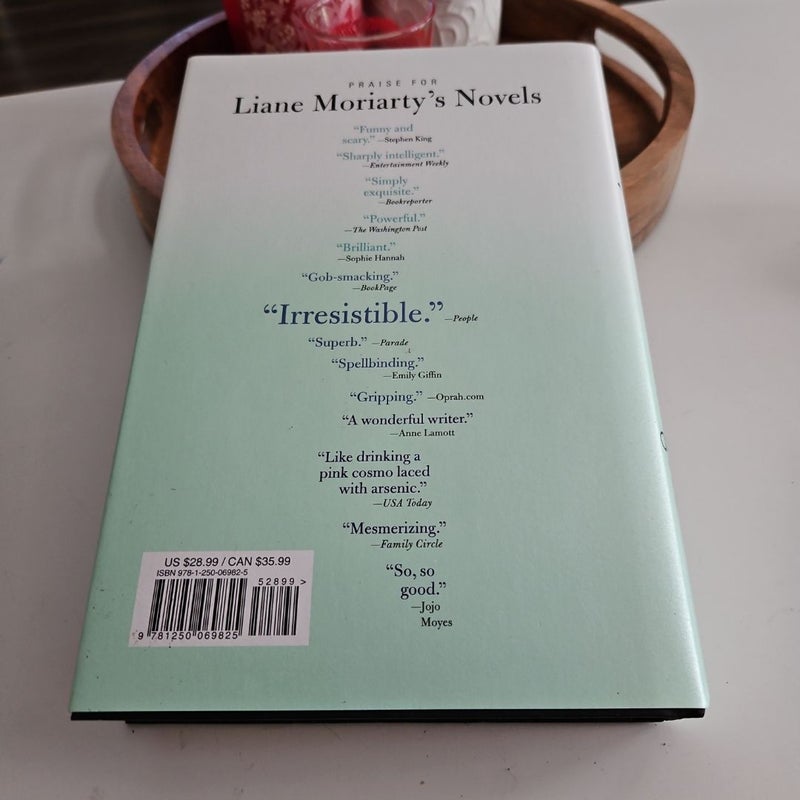 PRAISE FOR
Liane Moriarty's Novels
“Funny and
scary.” —Stephen King
“Sharply intelligent.”
—Entertainment Weekly
“Simply
exquisite.”
—Bookreporter
“Powerful.”
—The Washington Post
“Brilliant.”
—Sophie Hannah
“Gob-smacking.”
—BookPage
“Irresistible.” —People
“Superb.” —Parade
“Spellbinding.”
—Emily Giffin
“Gripping.” —Oprah.com
“A wonderful writer.”
—Anne Lamott
“Like drinking a
pink cosmo laced
with arsenic.”
—USA Today
“Mesmerizing.”
—Family Circle
“So, so
good.”
—Jojo
Moyes
US $28.99 / CAN $35.99
ISBN 978-1-250-06982-5
52899 >
9 781250 069825